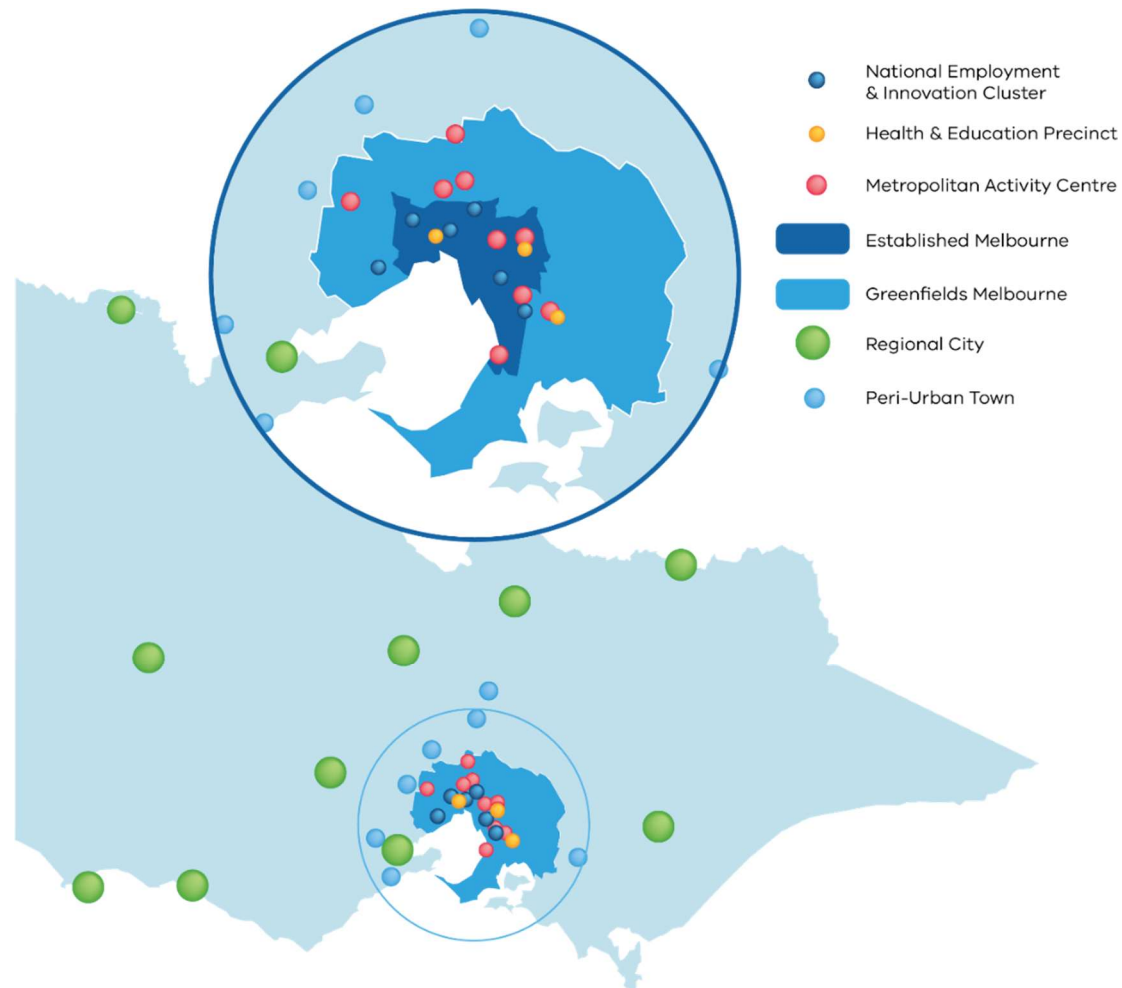 National Employment
& Innovation Cluster
Health & Education Precinct
Metropolitan Activity Centre
Established Melbourne
Greenfields Melbourne
Regional City
Peri-Urban Town